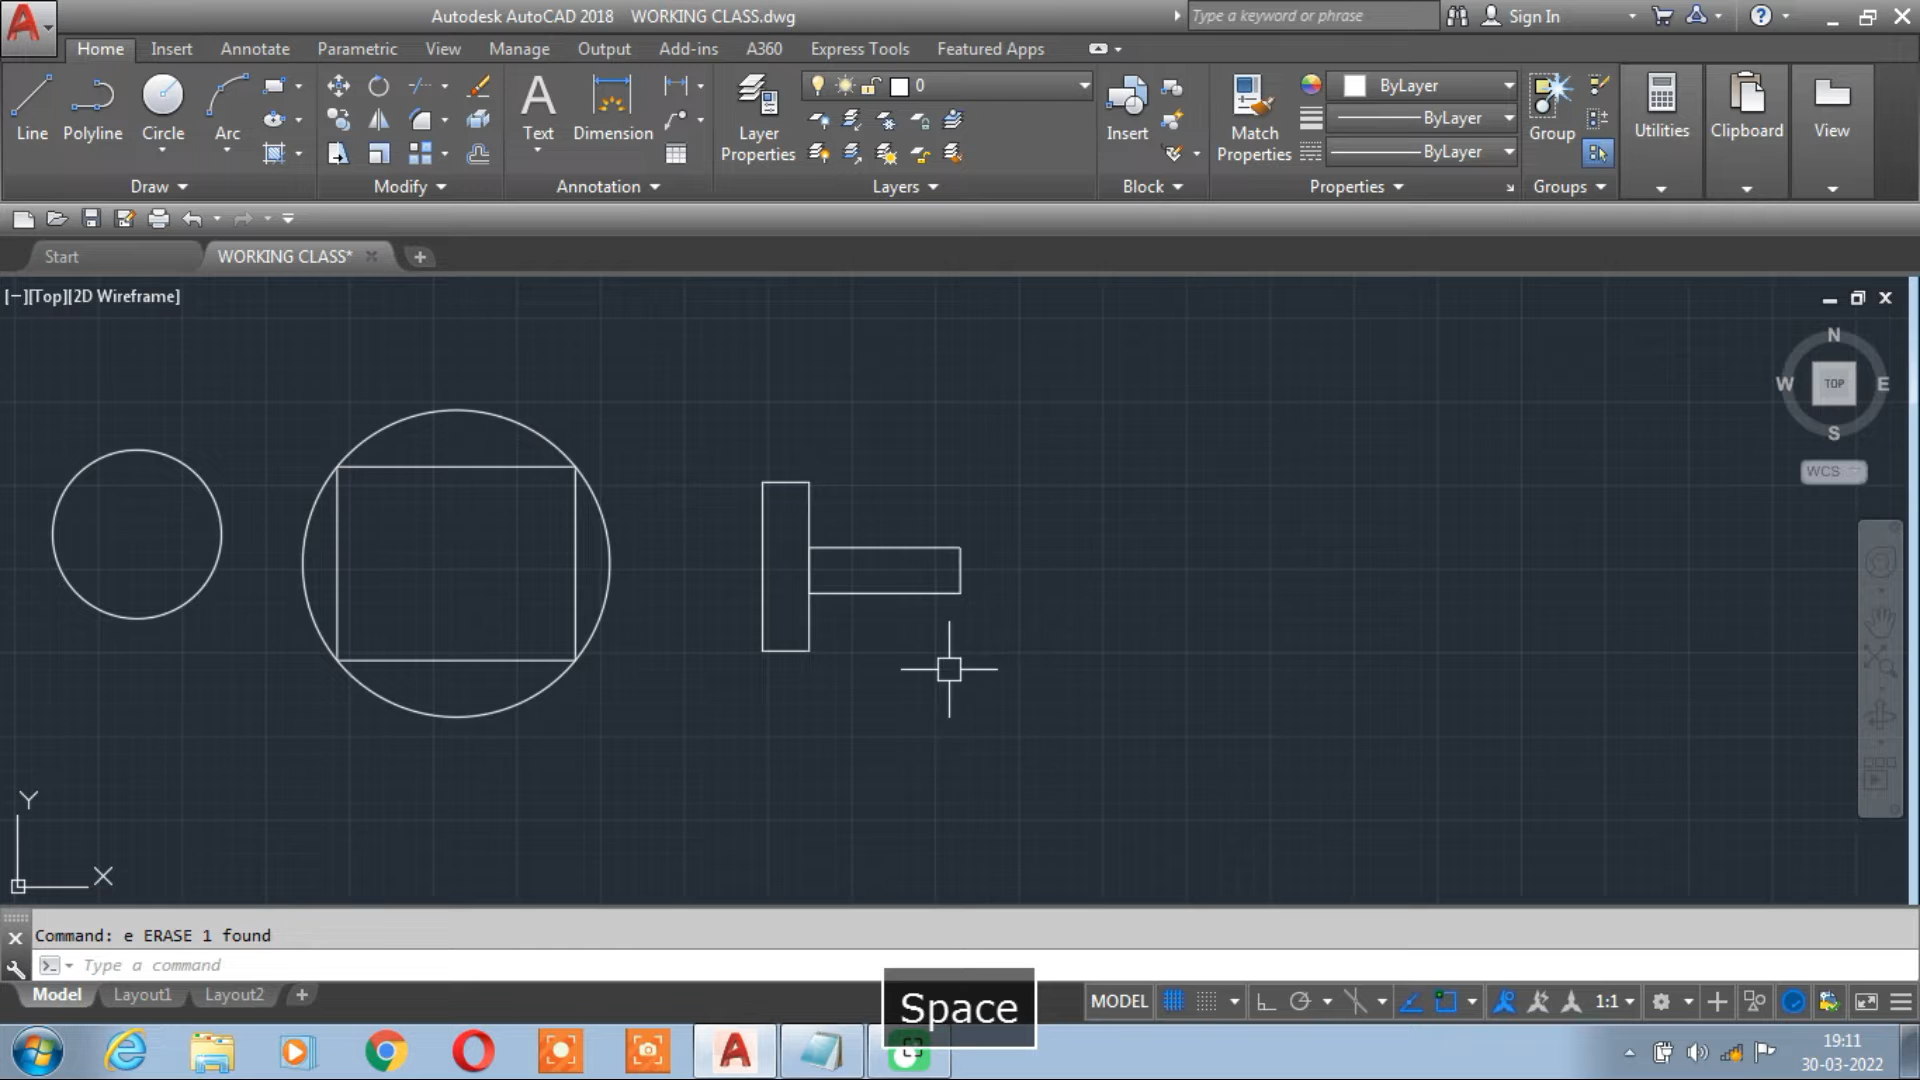 Autodesk AutoCAD 2018 WORKING CLASS.dwg
Type a keyword or phrase
Sign In
Home Insert Annotate Parametric View Manage Output Add-ins A360 Express Tools Featured Apps
Line Polyline Circle Arc
Text Dimension
Layer Properties
0
Insert
Match Properties
ByLayer
ByLayer
ByLayer
Group
Utilities
Clipboard
View
Draw Modify Annotation Layers Block Properties Groups
Start WORKING CLASS*
[−][Top][2D Wireframe]
N
W TOP E
S
WCS
Y
X
Command: e ERASE 1 found
Type a command
Model Layout1 Layout2
Space
MODEL
1:1
19:11
30-03-2022